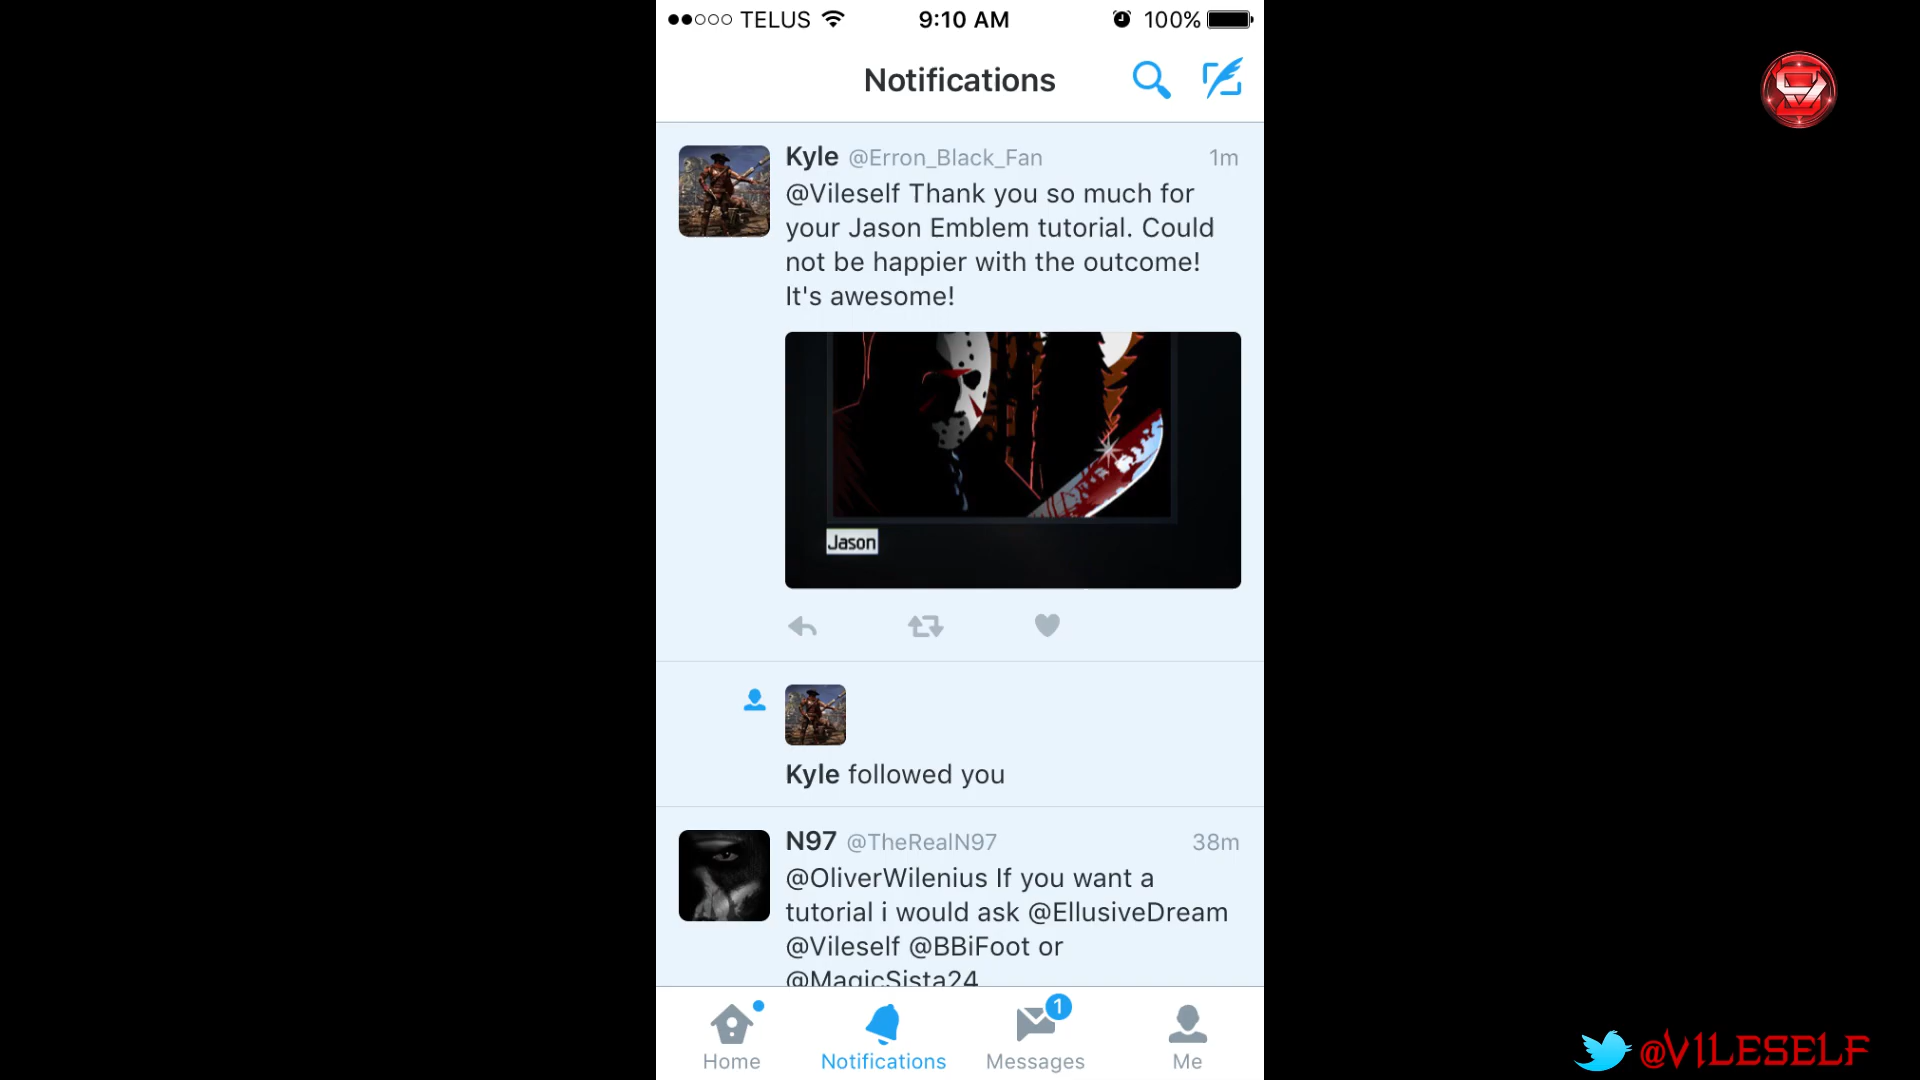 TELUS 9:10 AM 100%
Notifications
Kyle @Erron_Black_Fan 1m
@Vileself Thank you so much for
your Jason Emblem tutorial. Could
not be happier with the outcome!
It's awesome!
Jason
Kyle followed you
N97 @TheRealN97 38m
@OliverWilenius If you want a
tutorial i would ask @EllusiveDream
@Vileself @BBiFoot or
@MagicSista24
1
Home Notifications Messages Me
@VILESELF